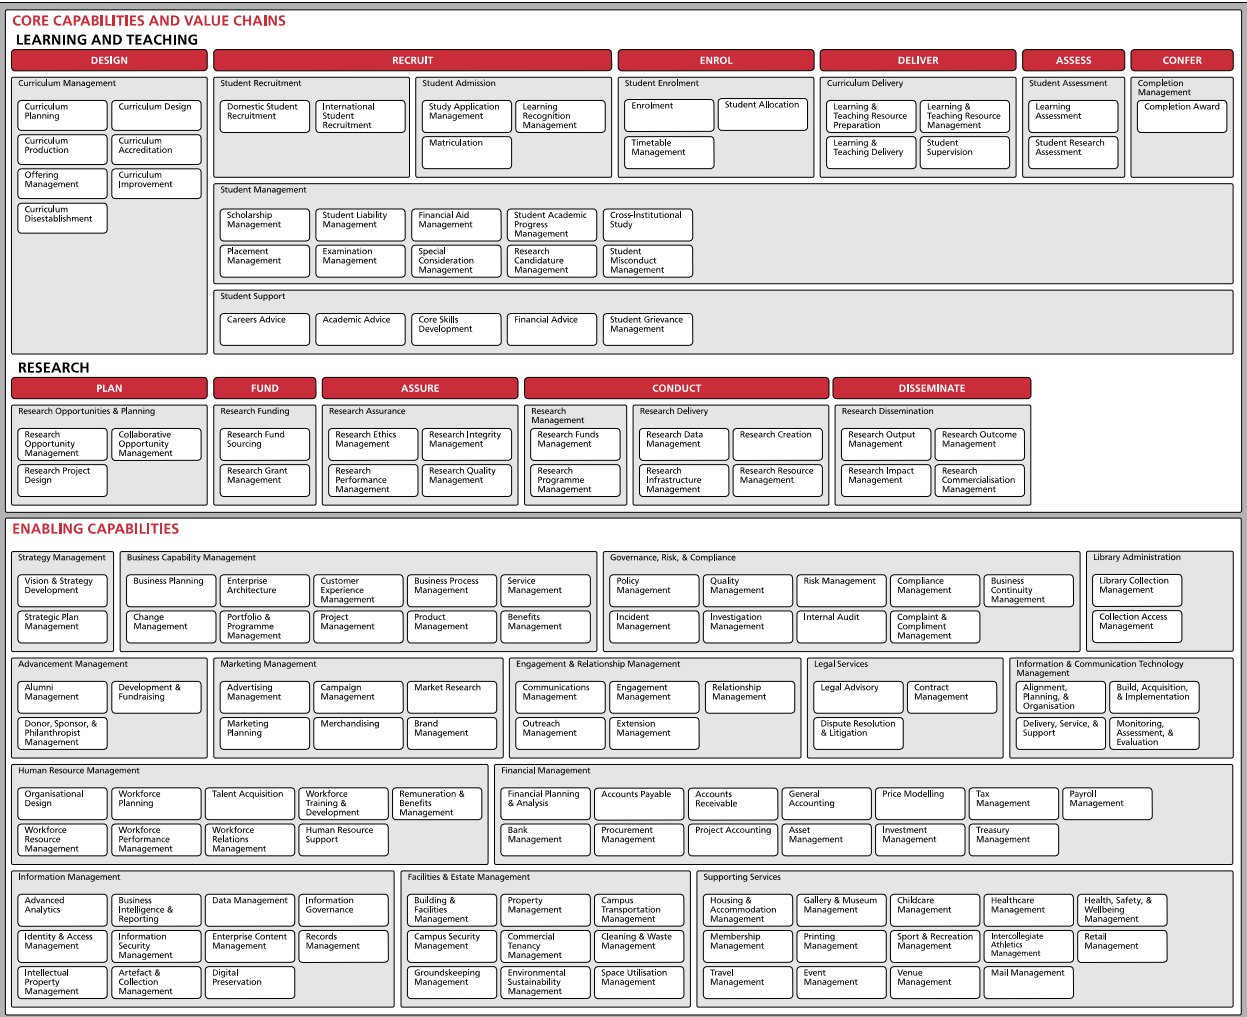 CORE CAPABILITIES AND VALUE CHAINS
LEARNING AND TEACHING
DESIGN
RECRUIT
ENROL
DELIVER
ASSESS
CONFER
Curriculum Management
Curriculum
Planning
Curriculum Design
Curriculum
Production
Curriculum
Accreditation
Offering
Management
Curriculum
Improvement
Curriculum
Disestablishment
Student Recruitment
Domestic Student
Recruitment
International
Student
Recruitment
Student Admission
Study Application
Management
Learning
Recognition
Management
Matriculation
Student Enrolment
Enrolment
Student Allocation
Timetable
Management
Curriculum Delivery
Learning &
Teaching Resource
Preparation
Learning &
Teaching Resource
Management
Learning &
Teaching Delivery
Student
Supervision
Student Assessment
Learning
Assessment
Student Research
Assessment
Completion
Management
Completion Award
Student Management
Scholarship
Management
Student Liability
Management
Financial Aid
Management
Student Academic
Progress
Management
Cross-Institutional
Study
Placement
Management
Examination
Management
Special
Consideration
Management
Research
Candidature
Management
Student
Misconduct
Management
Student Support
Careers Advice
Academic Advice
Core Skills
Development
Financial Advice
Student Grievance
Management
RESEARCH
PLAN
FUND
ASSURE
CONDUCT
DISSEMINATE
Research Opportunities & Planning
Research
Opportunity
Management
Collaborative
Opportunity
Management
Research Project
Design
Research Funding
Research Fund
Sourcing
Research Grant
Management
Research Assurance
Research Ethics
Management
Research Integrity
Management
Research
Performance
Management
Research Quality
Management
Research
Management
Research Funds
Management
Research
Programme
Management
Research Delivery
Research Data
Management
Research Creation
Research
Infrastructure
Management
Research Resource
Management
Research Dissemination
Research Output
Management
Research Outcome
Management
Research Impact
Management
Research
Commercialisation
Management
ENABLING CAPABILITIES
Strategy Management
Vision & Strategy
Development
Strategic Plan
Management
Business Capability Management
Business Planning
Enterprise
Architecture
Customer
Experience
Management
Business Process
Management
Service
Management
Change
Management
Portfolio &
Programme
Management
Project
Management
Product
Management
Benefits
Management
Governance, Risk, & Compliance
Policy
Management
Quality
Management
Risk Management
Compliance
Management
Business
Continuity
Management
Incident
Management
Investigation
Management
Internal Audit
Complaint &
Compliment
Management
Library Administration
Library Collection
Management
Collection Access
Management
Advancement Management
Alumni
Management
Development &
Fundraising
Donor, Sponsor, &
Philanthropist
Management
Marketing Management
Advertising
Management
Campaign
Management
Market Research
Marketing
Planning
Merchandising
Brand
Management
Engagement & Relationship Management
Communications
Management
Engagement
Management
Relationship
Management
Outreach
Management
Extension
Management
Legal Services
Legal Advisory
Contract
Management
Dispute Resolution
& Litigation
Information & Communication Technology
Management
Alignment,
Planning, &
Organisation
Build, Acquisition,
& Implementation
Delivery, Service, &
Support
Monitoring,
Assessment, &
Evaluation
Human Resource Management
Organisational
Design
Workforce
Planning
Talent Acquisition
Workforce
Training &
Development
Remuneration &
Benefits
Management
Workforce
Resource
Management
Workforce
Performance
Management
Workforce
Relations
Management
Human Resource
Support
Financial Management
Financial Planning
& Analysis
Accounts Payable
Accounts
Receivable
General
Accounting
Price Modelling
Tax
Management
Payroll
Management
Bank
Management
Procurement
Management
Project Accounting
Asset
Management
Investment
Management
Treasury
Management
Information Management
Advanced
Analytics
Business
Intelligence &
Reporting
Data Management
Information
Governance
Identity & Access
Management
Information
Security
Management
Enterprise Content
Management
Records
Management
Intellectual
Property
Management
Artefact &
Collection
Management
Digital
Preservation
Facilities & Estate Management
Building &
Facilities
Management
Property
Management
Campus
Transportation
Management
Campus Security
Management
Commercial
Tenancy
Management
Cleaning & Waste
Management
Groundskeeping
Management
Environmental
Sustainability
Management
Space Utilisation
Management
Supporting Services
Housing &
Accommodation
Management
Gallery & Museum
Management
Childcare
Management
Healthcare
Management
Health, Safety, &
Wellbeing
Management
Membership
Management
Printing
Management
Sport & Recreation
Management
Intercollegiate
Athletics
Management
Retail
Management
Travel
Management
Event
Management
Venue
Management
Mail Management